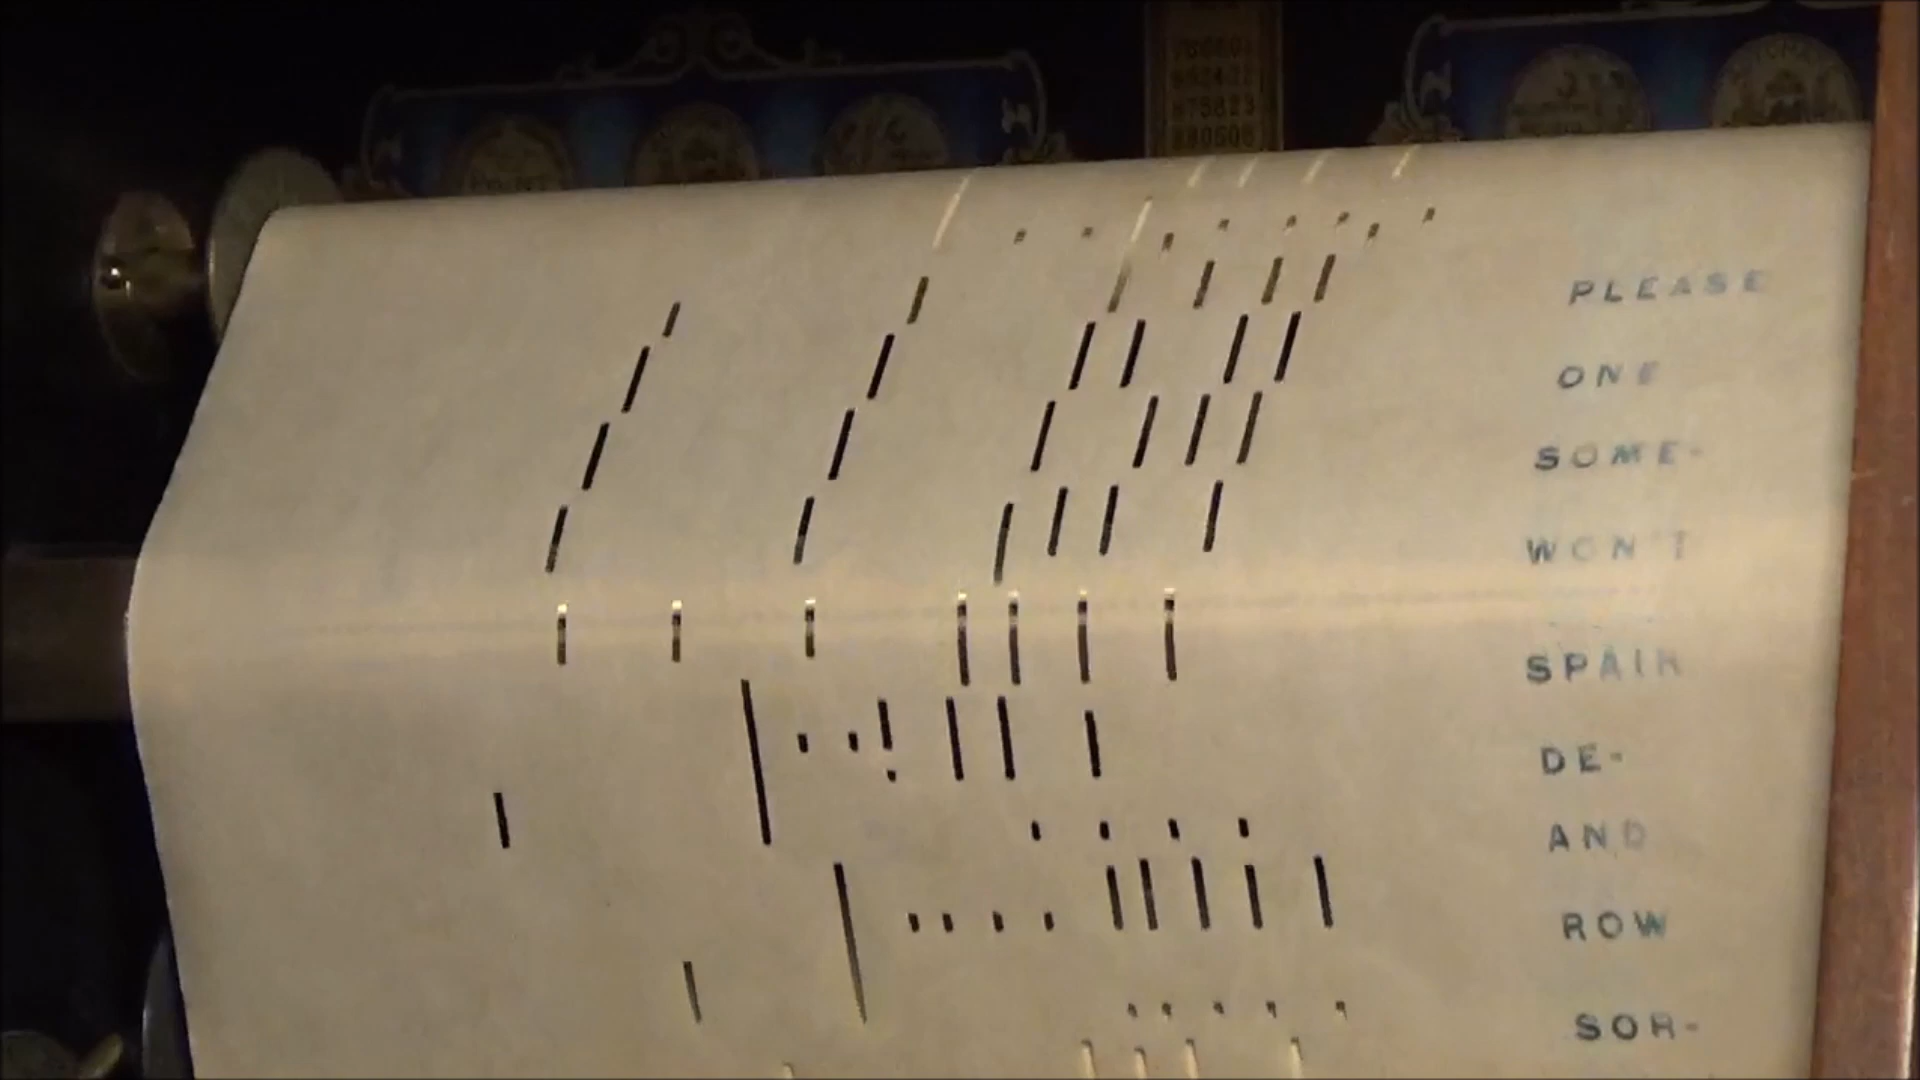 PLEASE
ONE
SOME-
WON'T
SPAIR
DE-
AND
ROW
SOR-